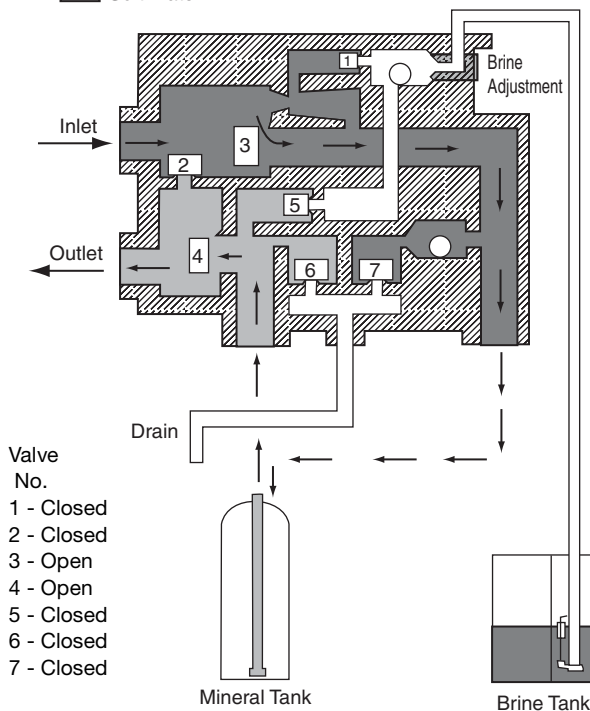 1
Brine
Adjustment
Inlet
3
2
5
Outlet
4
6
7
Drain
Valve
No.
1 - Closed
2 - Closed
3 - Open
4 - Open
5 - Closed
6 - Closed
7 - Closed
Mineral Tank
Brine Tank